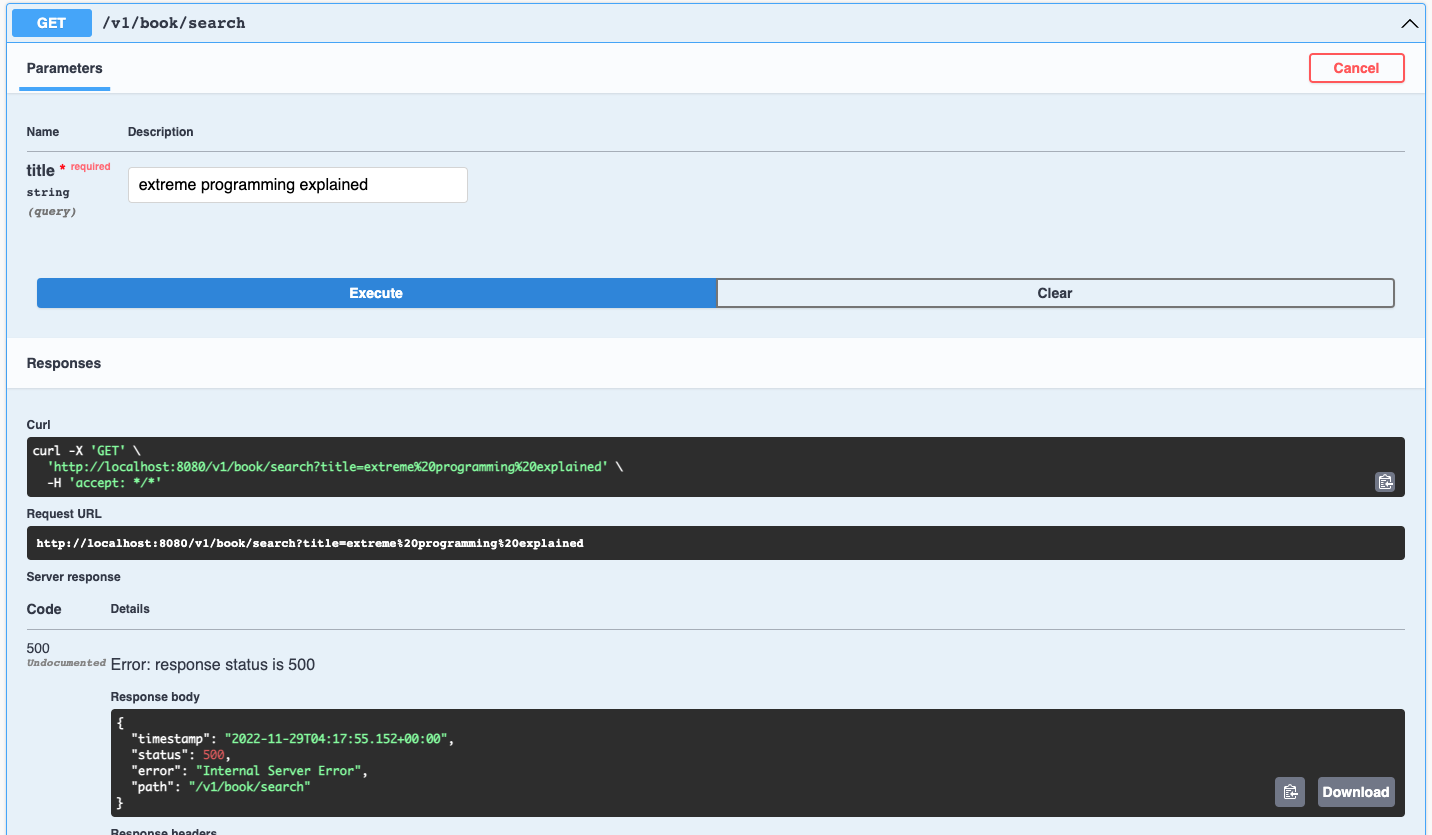 GET /v1/book/search
Parameters
Cancel
Name Description
title * required
string
(query)
extreme programming explained
Execute Clear
Responses
Curl
curl -X 'GET' \
'http://localhost:8080/v1/book/search?title=extreme%20programming%20explained' \
-H 'accept: */*'
Request URL
http://localhost:8080/v1/book/search?title=extreme%20programming%20explained
Server response
Code Details
500
Undocumented Error: response status is 500
Response body
{
"timestamp": "2022-11-29T04:17:55.152+00:00",
"status": 500,
"error": "Internal Server Error",
"path": "/v1/book/search"
}
Download
Response headers